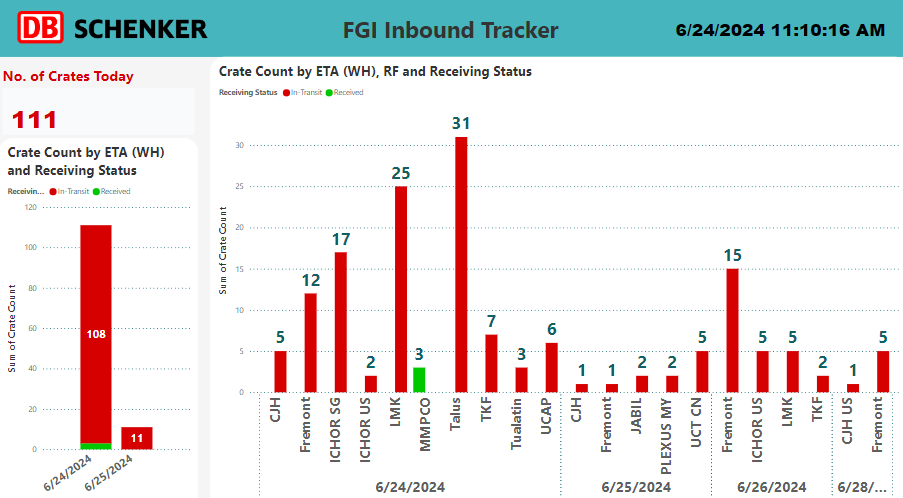 DB SCHENKER
FGI Inbound Tracker
6/24/2024 11:10:16 AM
No. of Crates Today
111
Crate Count by ETA (WH)
and Receiving Status
Receivin... In-Transit Received
120
100
80
60
40
20
0
Sum of Crate Count
108
11
6/24/2024
6/25/2024
Crate Count by ETA (WH), RF and Receiving Status
Receiving Status In-Transit Received
30
25
20
15
10
5
0
Sum of Crate Count
5 12 17 2 25 3 31 7 3 6 1 1 2 2 5 15 5 5 2 1 5
CJH
Fremont
ICHOR SG
ICHOR US
LMK
MMPCO
Talus
TKF
Tualatin
UCAP
CJH
Fremont
JABIL
PLEXUS MY
UCT CN
Fremont
ICHOR US
LMK
TKF
CJH US
Fremont
6/24/2024 6/25/2024 6/26/2024 6/28/...